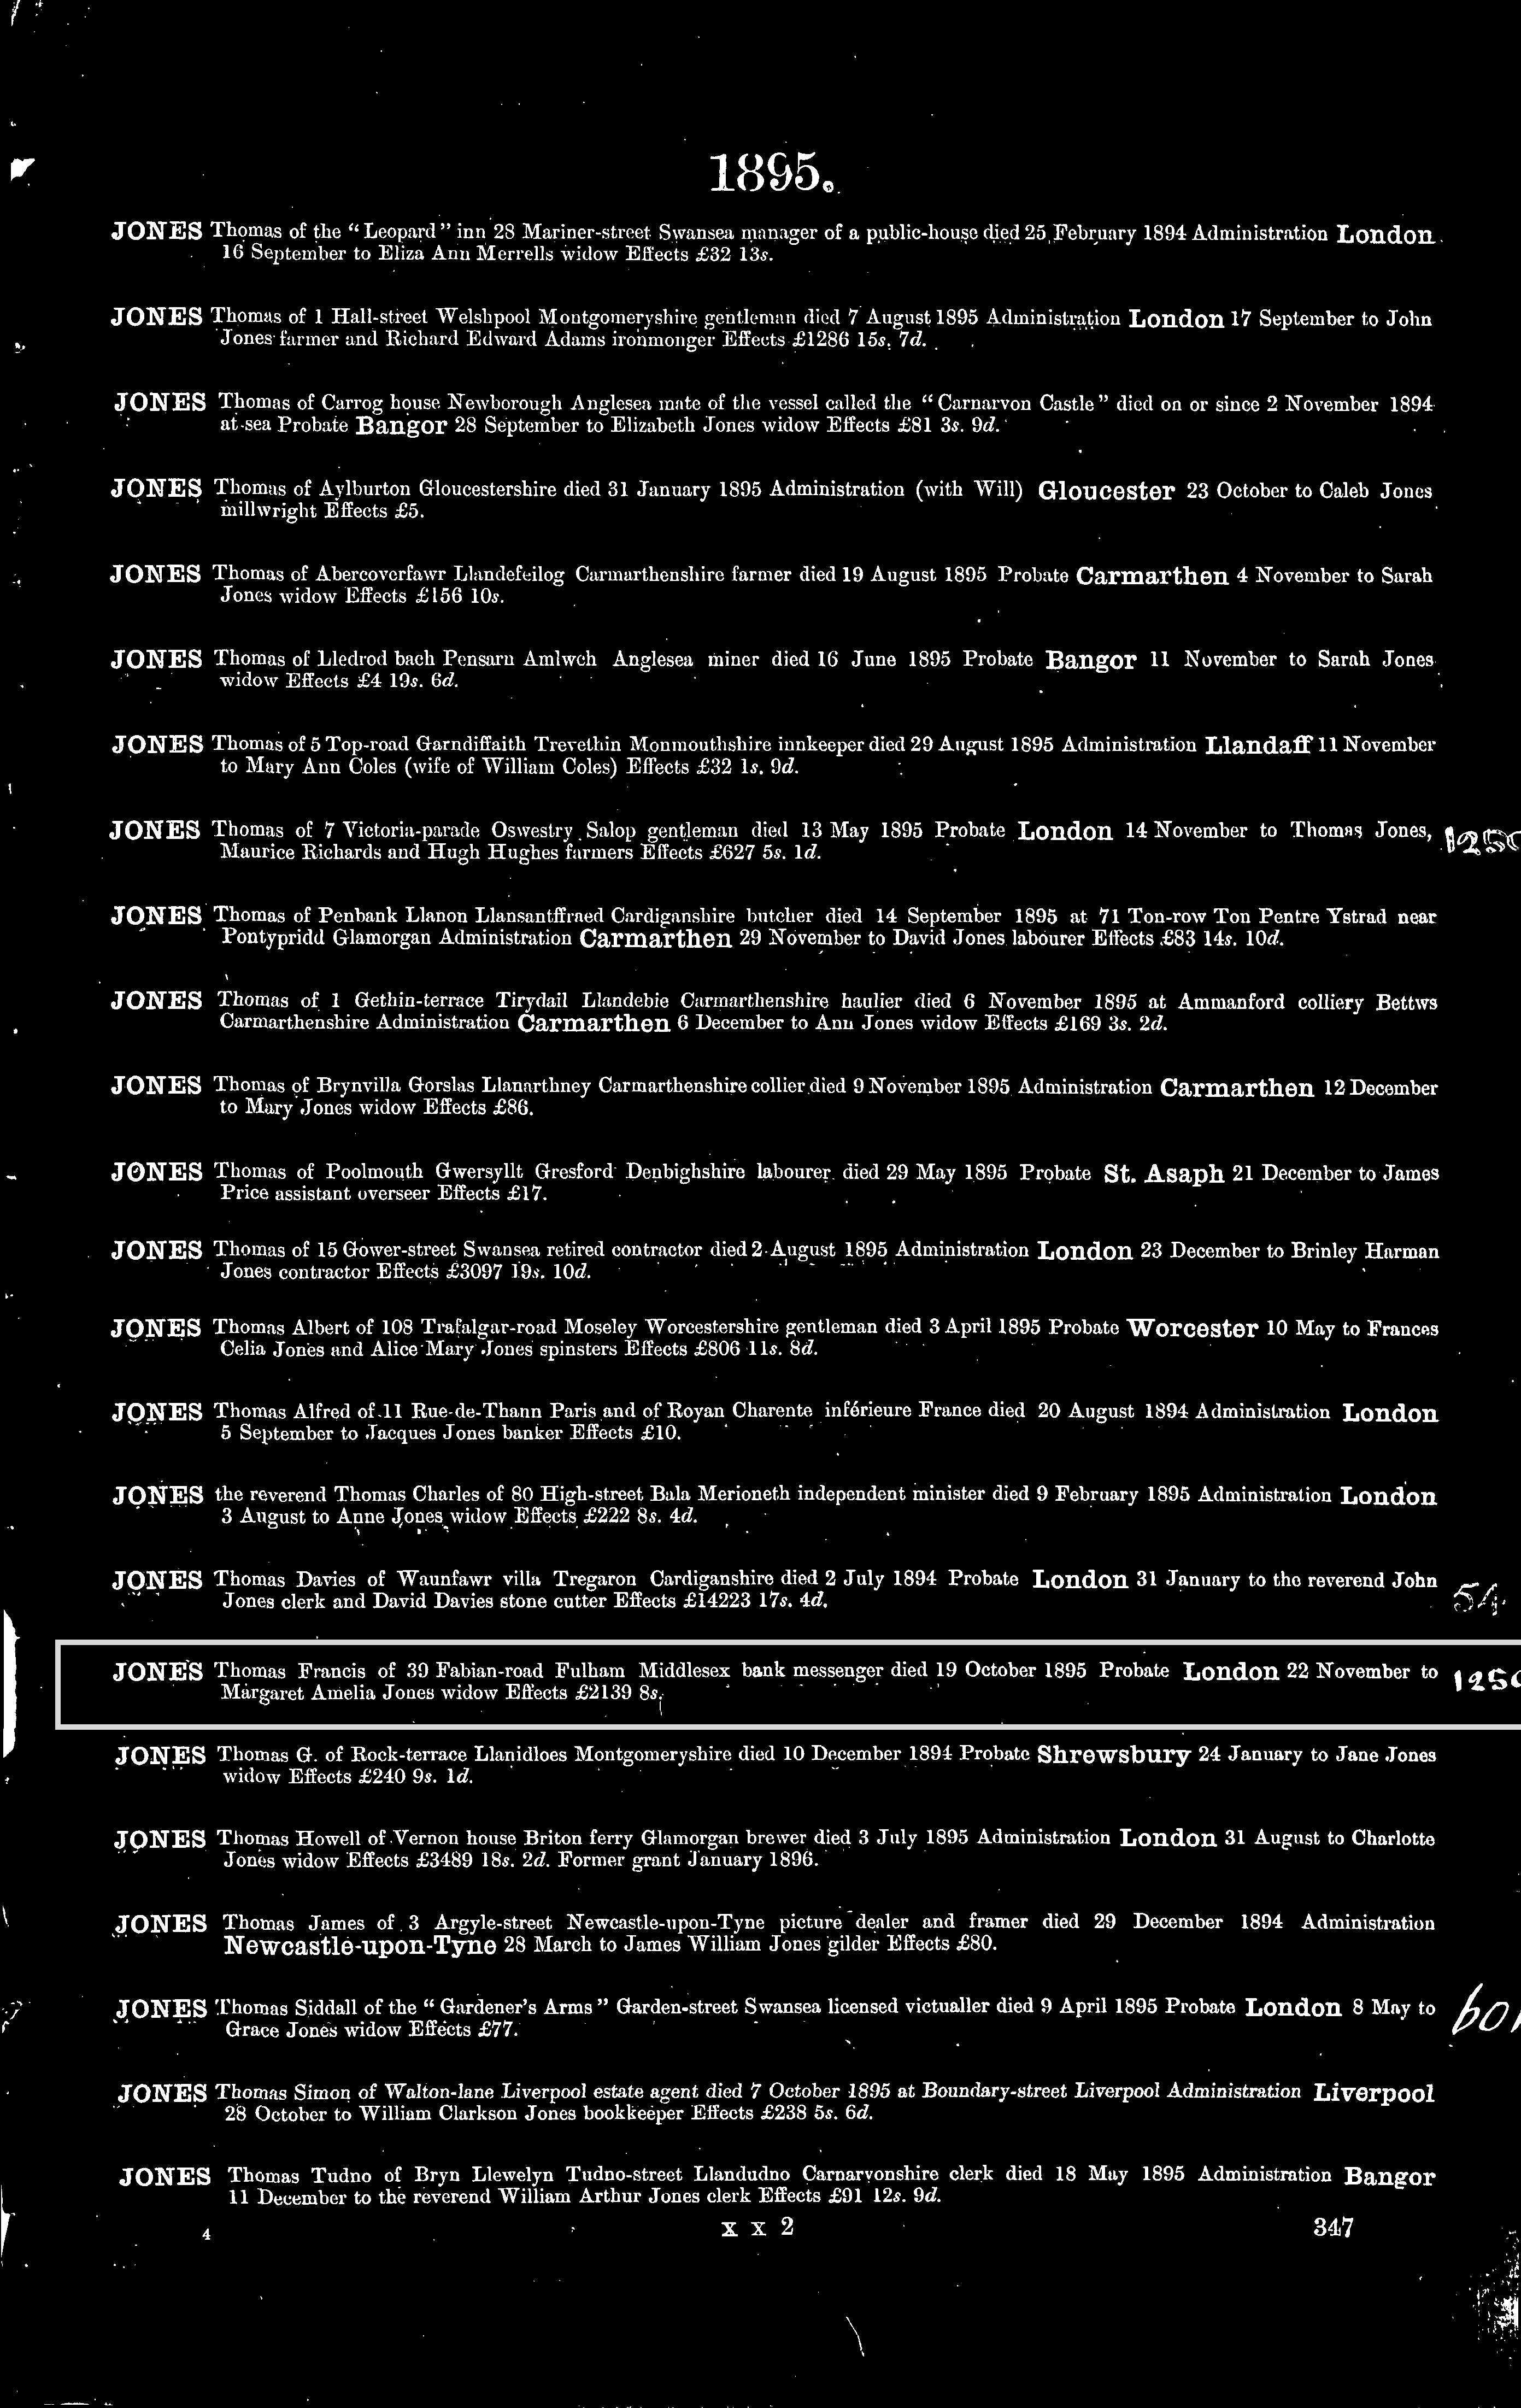 1895.
JONES Thomas of the "Leopard" inn 28 Mariner-street Swansea manager of a public-house died 25 February 1894 Administration London
16 September to Eliza Ann Merrells widow Effects £32 13s.
JONES Thomas of 1 Hall-street Welshpool Montgomeryshire gentleman died 7 August 1895 Administration London 17 September to John
Jones farmer and Richard Edward Adams ironmonger Effects £1286 15s. 7d.
JONES Thomas of Carrog house Newborough Anglesea mate of the vessel called the "Carnarvon Castle" died on or since 2 November 1894
at sea Probate Bangor 28 September to Elizabeth Jones widow Effects £81 3s. 9d.
JONES Thomas of Aylburton Gloucestershire died 31 January 1895 Administration (with Will) Gloucester 23 October to Caleb Jones
millwright Effects £5.
JONES Thomas of Abercoverfawr Llandefeilog Carmarthenshire farmer died 19 August 1895 Probate Carmarthen 4 November to Sarah
Jones widow Effects £156 10s.
JONES Thomas of Lledrod bach Pensarn Amlwch Anglesea miner died 16 June 1895 Probate Bangor 11 November to Sarah Jones
widow Effects £4 19s. 6d.
JONES Thomas of 5 Top-road Garndiffaith Trevethin Monmouthshire innkeeper died 29 August 1895 Administration Llandaff 11 November
to Mary Ann Coles (wife of William Coles) Effects £32 1s. 9d.
JONES Thomas of 7 Victoria-parade Oswestry Salop gentleman died 13 May 1895 Probate London 14 November to Thomas Jones,
Maurice Richards and Hugh Hughes farmers Effects £627 5s. 1d.
JONES Thomas of Penbank Llanon Llansantffraed Cardiganshire butcher died 14 September 1895 at 71 Ton-row Ton Pentre Ystrad near
Pontypridd Glamorgan Administration Carmarthen 29 November to David Jones labourer Effects £83 14s. 10d.
JONES Thomas of 1 Gethin-terrace Tirydail Llandebie Carmarthenshire haulier died 6 November 1895 at Ammanford colliery Bettws
Carmarthenshire Administration Carmarthen 6 December to Ann Jones widow Effects £169 3s. 2d.
JONES Thomas of Brynvilla Gorslas Llanarthney Carmarthenshire collier died 9 November 1895 Administration Carmarthen 12 December
to Mary Jones widow Effects £86.
JONES Thomas of Poolmouth Gwersyllt Gresford Denbighshire labourer died 29 May 1895 Probate St. Asaph 21 December to James
Price assistant overseer Effects £17.
JONES Thomas of 15 Gower-street Swansea retired contractor died 2 August 1895 Administration London 23 December to Brinley Harman
Jones contractor Effects £3097 19s. 10d.
JONES Thomas Albert of 108 Trafalgar-road Moseley Worcestershire gentleman died 3 April 1895 Probate Worcester 10 May to Frances
Celia Jones and Alice Mary Jones spinsters Effects £806 11s. 8d.
JONES Thomas Alfred of 11 Rue-de-Thann Paris and of Royan Charente inférieure France died 20 August 1894 Administration London
5 September to Jacques Jones banker Effects £10.
JONES the reverend Thomas Charles of 80 High-street Bala Merioneth independent minister died 9 February 1895 Administration London
3 August to Anne Jones widow Effects £222 8s. 4d.
JONES Thomas Davies of Waunfawr villa Tregaron Cardiganshire died 2 July 1894 Probate London 31 January to the reverend John 54
Jones clerk and David Davies stone cutter Effects £14223 17s. 4d.
JONES Thomas Francis of 39 Fabian-road Fulham Middlesex bank messenger died 19 October 1895 Probate London 22 November to 125
Margaret Amelia Jones widow Effects £2139 8s.
JONES Thomas G. of Rock-terrace Llanidloes Montgomeryshire died 10 December 1894 Probate Shrewsbury 24 January to Jane Jones
widow Effects £240 9s. 1d.
JONES Thomas Howell of Vernon house Briton ferry Glamorgan brewer died 3 July 1895 Administration London 31 August to Charlotte
Jones widow Effects £3489 18s. 2d. Former grant January 1896.
JONES Thomas James of 3 Argyle-street Newcastle-upon-Tyne picture dealer and framer died 29 December 1894 Administration
Newcastle-upon-Tyne 28 March to James William Jones gilder Effects £80.
JONES Thomas Siddall of the "Gardener's Arms" Garden-street Swansea licensed victualler died 9 April 1895 Probate London 8 May to
Grace Jones widow Effects £77.
JONES Thomas Simon of Walton-lane Liverpool estate agent died 7 October 1895 at Boundary-street Liverpool Administration Liverpool
28 October to William Clarkson Jones bookkeeper Effects £238 5s. 6d.
JONES Thomas Tudno of Bryn Llewelyn Tudno-street Llandudno Carnarvonshire clerk died 18 May 1895 Administration Bangor
11 December to the reverend William Arthur Jones clerk Effects £91 12s. 9d.
4 X X 2 347